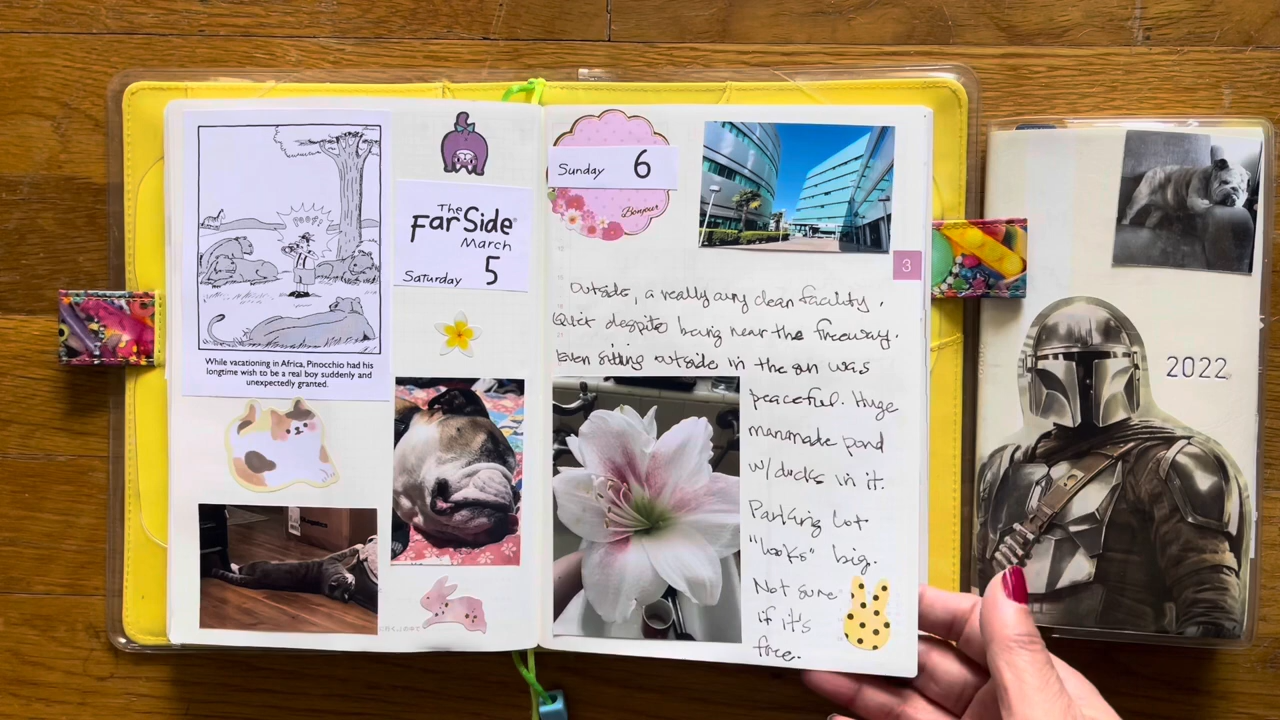 POOF!
While vacationing in Africa, Pinocchio had his
longtime wish to be a real boy suddenly and
unexpectedly granted.
The
Far Side®
March
Saturday 5
Sunday 6
Bonjour
3
Outside, a really airy clean facility.
Quiet despite being near the freeway.
Even sitting outside in the sun was
peaceful. Huge
manmade pond
w/ ducks in it.
Parking lot
"looks" big.
Not sure
if it's
free.
2022